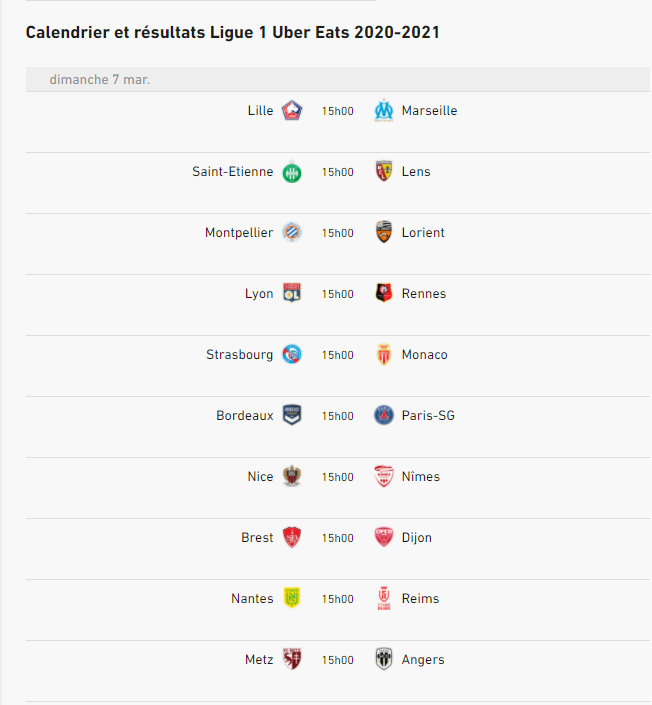 Calendrier et résultats Ligue 1 Uber Eats 2020-2021
dimanche 7 mar.
Lille 15h00 Marseille
Saint-Etienne 15h00 Lens
Montpellier 15h00 Lorient
Lyon 15h00 Rennes
Strasbourg 15h00 Monaco
Bordeaux 15h00 Paris-SG
Nice 15h00 Nîmes
Brest 15h00 Dijon
Nantes 15h00 Reims
Metz 15h00 Angers